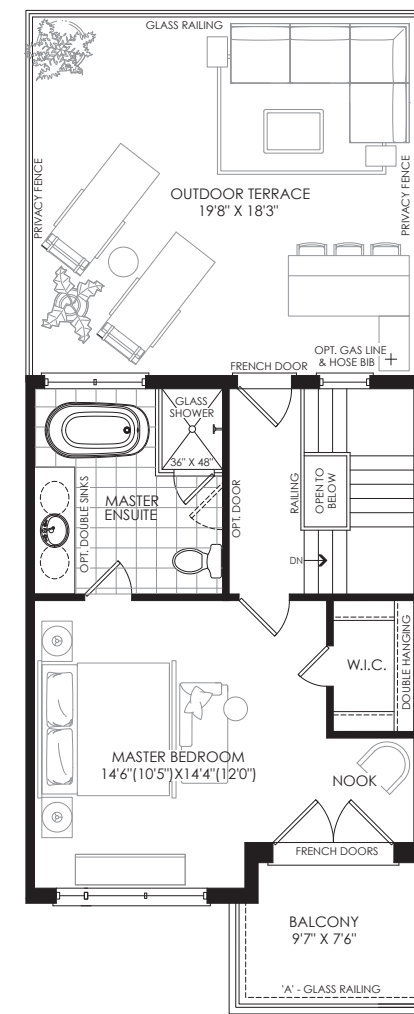 GLASS RAILING
PRIVACY FENCE
PRIVACY FENCE
OUTDOOR TERRACE
19'8" X 18'3"
OPT. GAS LINE
& HOSE BIB
FRENCH DOOR
GLASS
SHOWER
36" X 48"
OPT. DOUBLE SINKS
MASTER
ENSUITE
OPT. DOOR
RAILING
OPEN TO
BELOW
DN
W.I.C.
DOUBLE HANGING
MASTER BEDROOM
14'6"(10'5")X14'4"(12'0")
NOOK
FRENCH DOORS
BALCONY
9'7" X 7'6"
'A' - GLASS RAILING